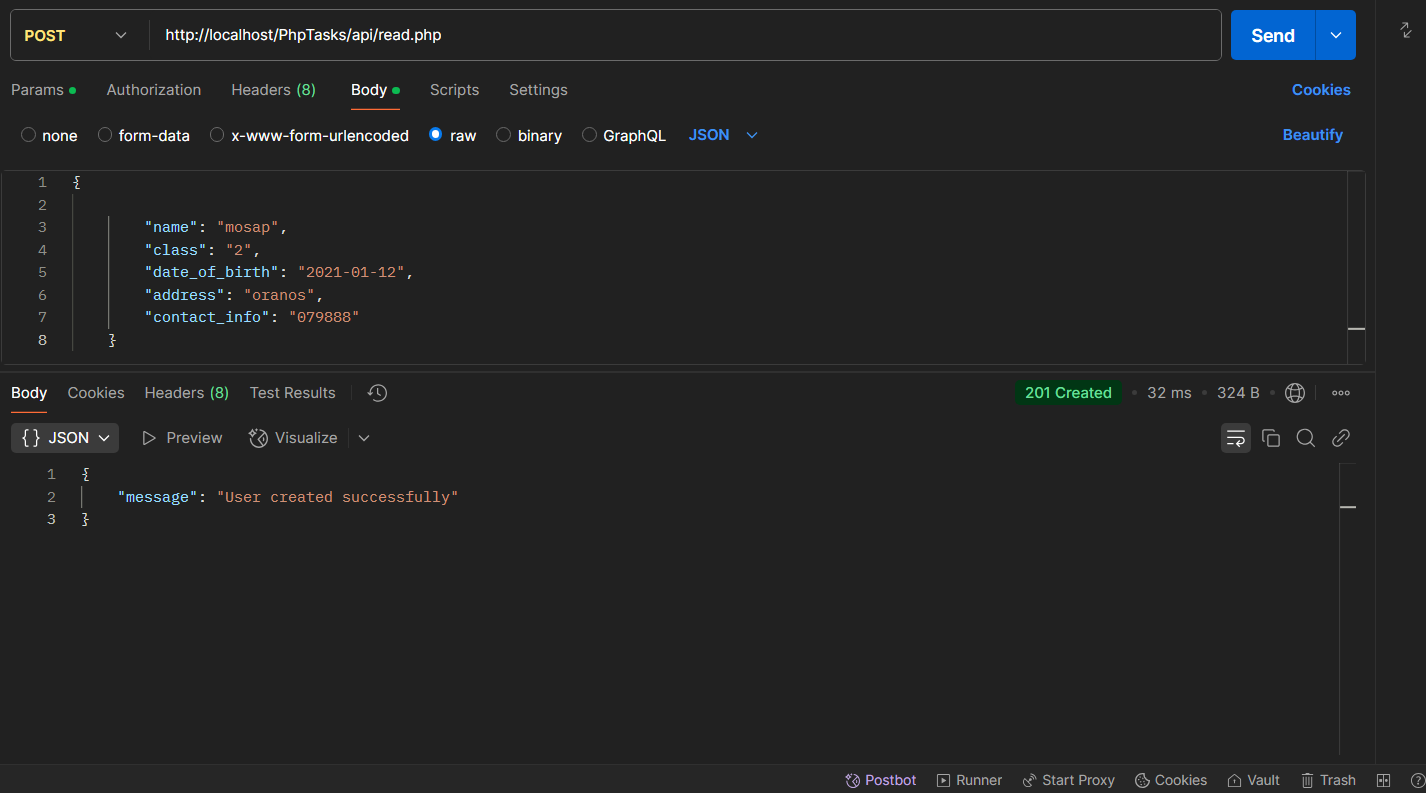 POST http://localhost/PhpTasks/api/read.php Send
Params Authorization Headers (8) Body Scripts Settings Cookies
none form-data x-www-form-urlencoded raw binary GraphQL JSON Beautify
1 {
2
3 "name": "mosap",
4 "class": "2",
5 "date_of_birth": "2021-01-12",
6 "address": "oranos",
7 "contact_info": "079888"
8 }
Body Cookies Headers (8) Test Results 201 Created • 32 ms • 324 B •
{} JSON Preview Visualize
1 {
2 "message": "User created successfully"
3 }
Postbot Runner Start Proxy Cookies Vault Trash